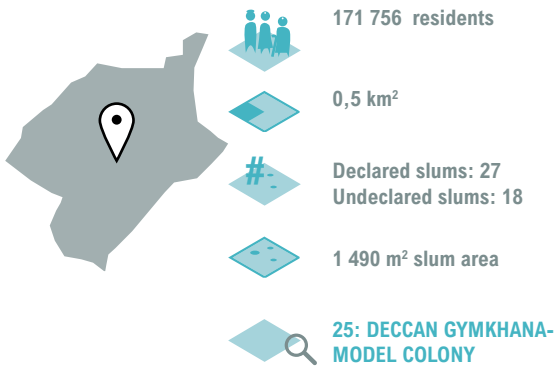 171 756 residents
0,5 km²
#
Declared slums: 27
Undeclared slums: 18
1 490 m² slum area
25: DECCAN GYMKHANA-
MODEL COLONY